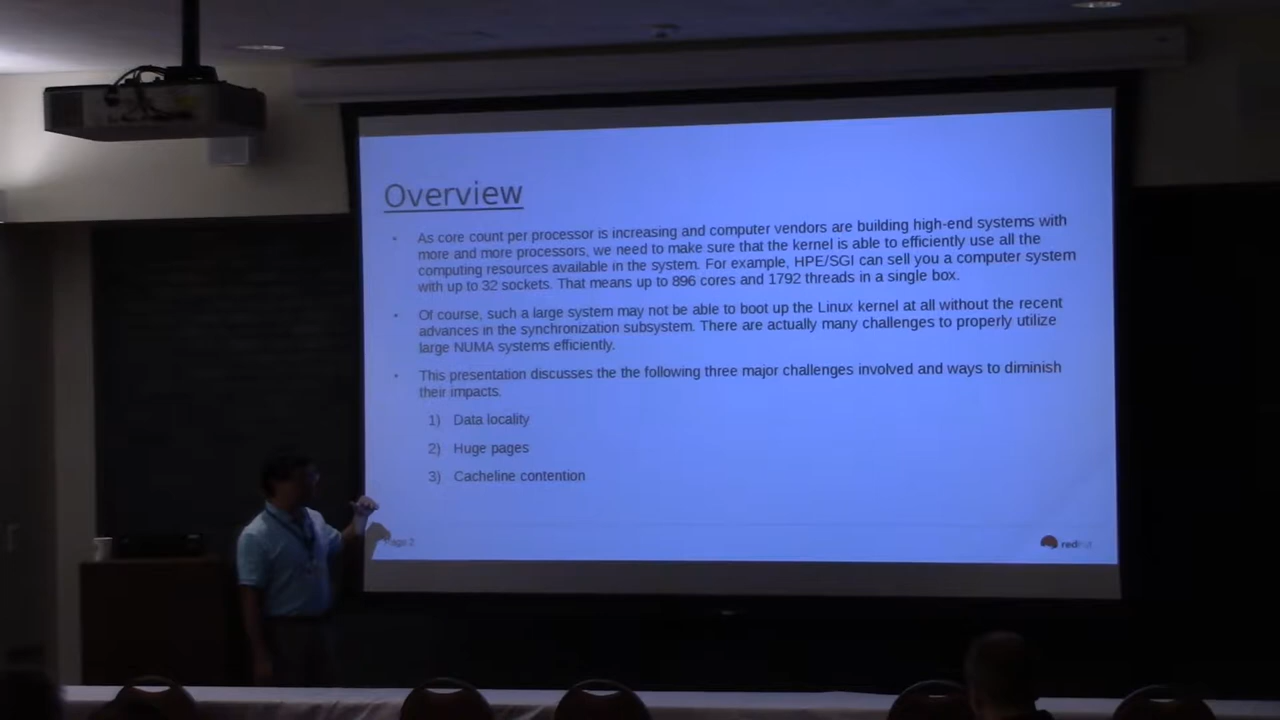 Overview
• As core count per processor is increasing and computer vendors are building high-end systems with
more and more processors, we need to make sure that the kernel is able to efficiently use all the
computing resources available in the system. For example, HPE/SGI can sell you a computer system
with up to 32 sockets. That means up to 896 cores and 1792 threads in a single box.
• Of course, such a large system may not be able to boot up the Linux kernel at all without the recent
advances in the synchronization subsystem. There are actually many challenges to properly utilize
large NUMA systems efficiently.
• This presentation discusses the the following three major challenges involved and ways to diminish
their impacts.
1) Data locality
2) Huge pages
3) Cacheline contention
Page 2
redhat